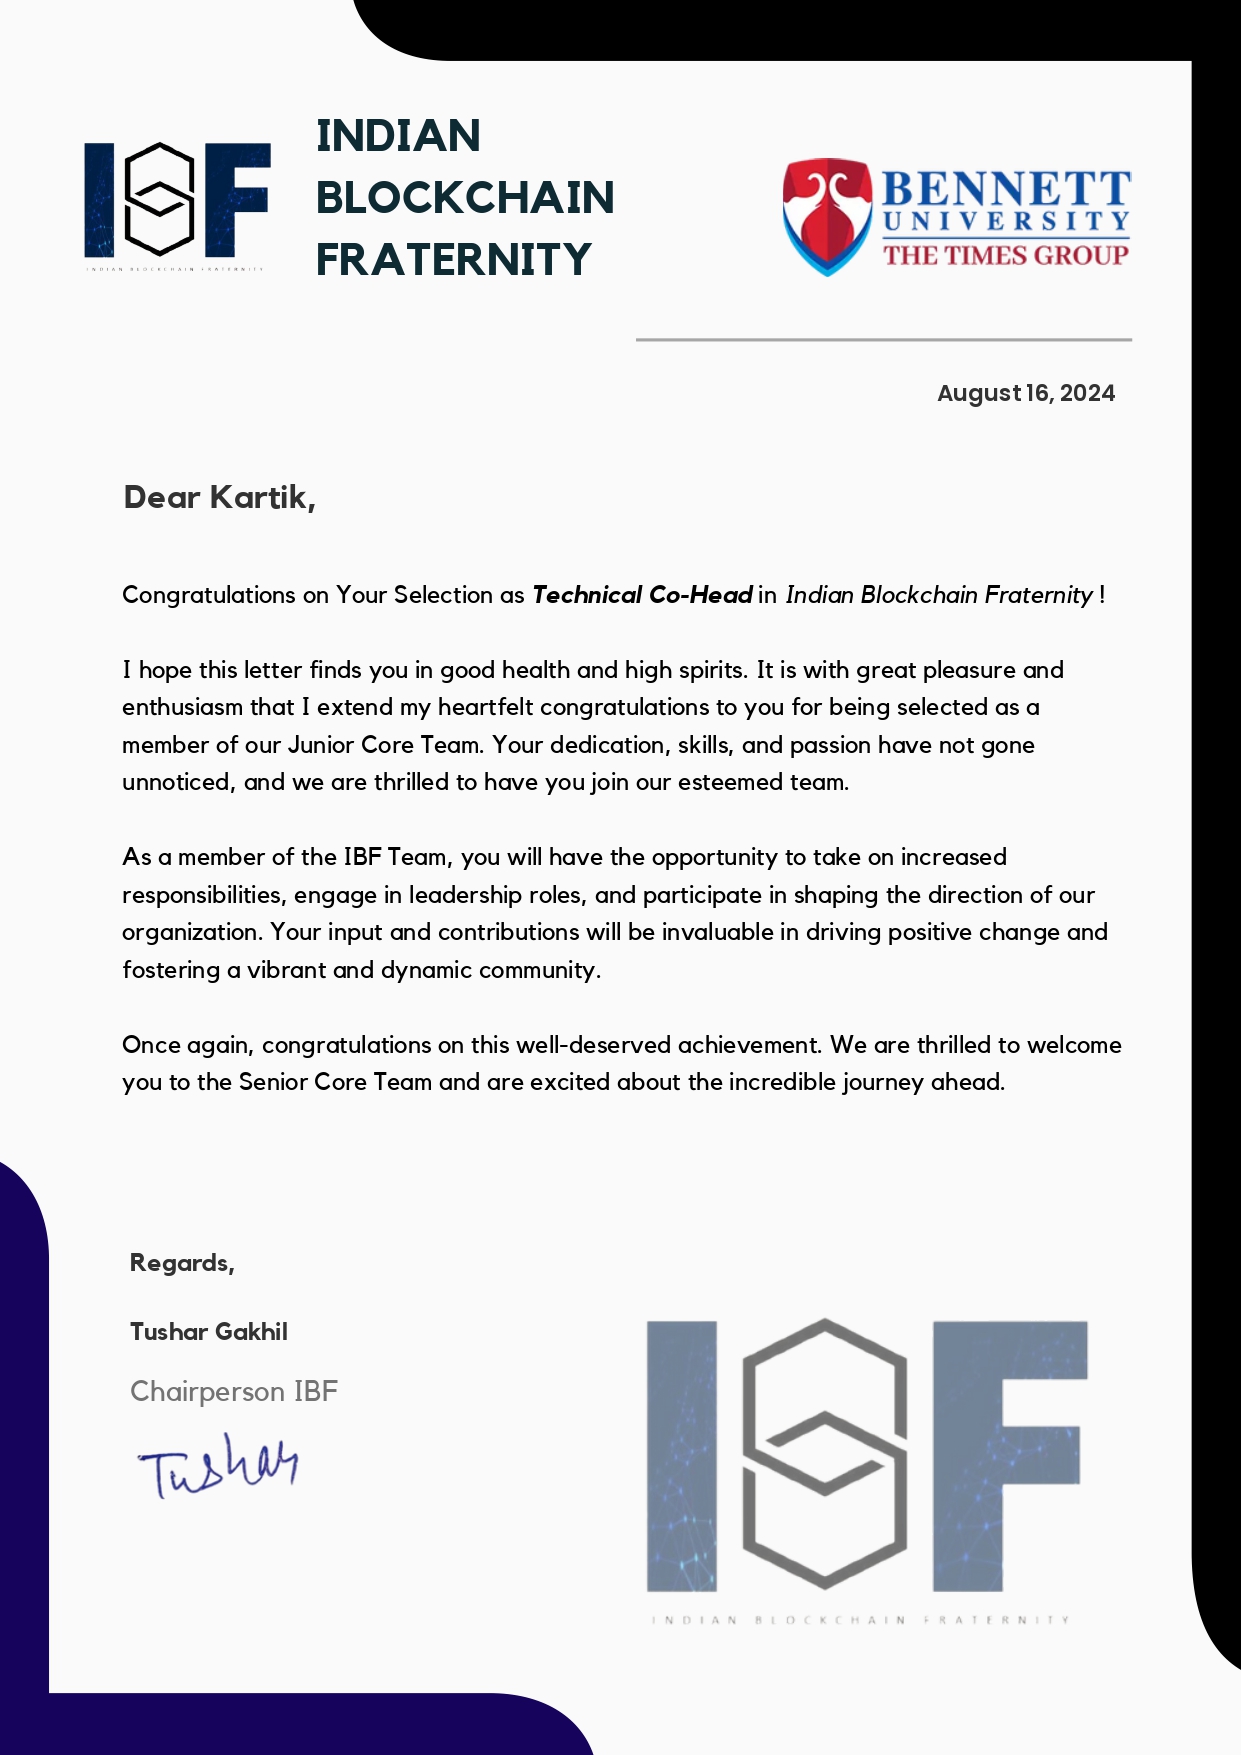 INDIAN
BLOCKCHAIN
FRATERNITY
I F
INDIAN BLOCKCHAIN FRATERNITY
BENNETT
UNIVERSITY
THE TIMES GROUP
August 16, 2024
Dear Kartik,
Congratulations on Your Selection as Technical Co-Head in Indian Blockchain Fraternity !
I hope this letter finds you in good health and high spirits. It is with great pleasure and
enthusiasm that I extend my heartfelt congratulations to you for being selected as a
member of our Junior Core Team. Your dedication, skills, and passion have not gone
unnoticed, and we are thrilled to have you join our esteemed team.
As a member of the IBF Team, you will have the opportunity to take on increased
responsibilities, engage in leadership roles, and participate in shaping the direction of our
organization. Your input and contributions will be invaluable in driving positive change and
fostering a vibrant and dynamic community.
Once again, congratulations on this well-deserved achievement. We are thrilled to welcome
you to the Senior Core Team and are excited about the incredible journey ahead.
Regards,
Tushar Gakhil
Chairperson IBF
Tushar
I F
INDIAN BLOCKCHAIN FRATERNITY